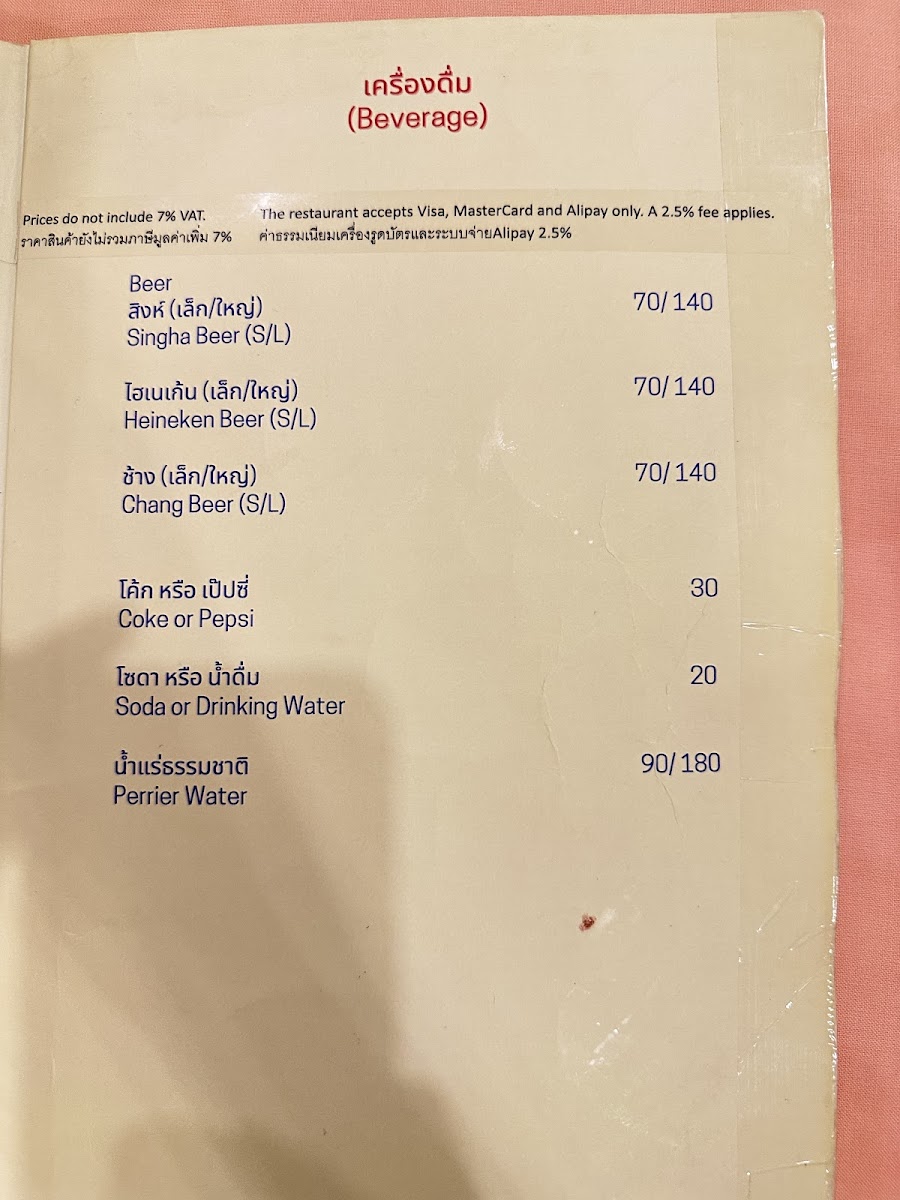 เครื่องดื่ม
(Beverage)
Prices do not include 7% VAT.
ราคาสินค้ายังไม่รวมภาษีมูลค่าเพิ่ม 7%
The restaurant accepts Visa, MasterCard and Alipay only. A 2.5% fee applies.
ค่าธรรมเนียมเครื่องรูดบัตรและระบบจ่ายAlipay 2.5%
Beer
สิงห์ (เล็ก/ใหญ่) 70/140
Singha Beer (S/L)
ไฮเนเก้น (เล็ก/ใหญ่) 70/140
Heineken Beer (S/L)
ช้าง (เล็ก/ใหญ่) 70/140
Chang Beer (S/L)
โค้ก หรือ เป๊ปซี่ 30
Coke or Pepsi
โซดา หรือ น้ำดื่ม 20
Soda or Drinking Water
น้ำแร่ธรรมชาติ 90/180
Perrier Water